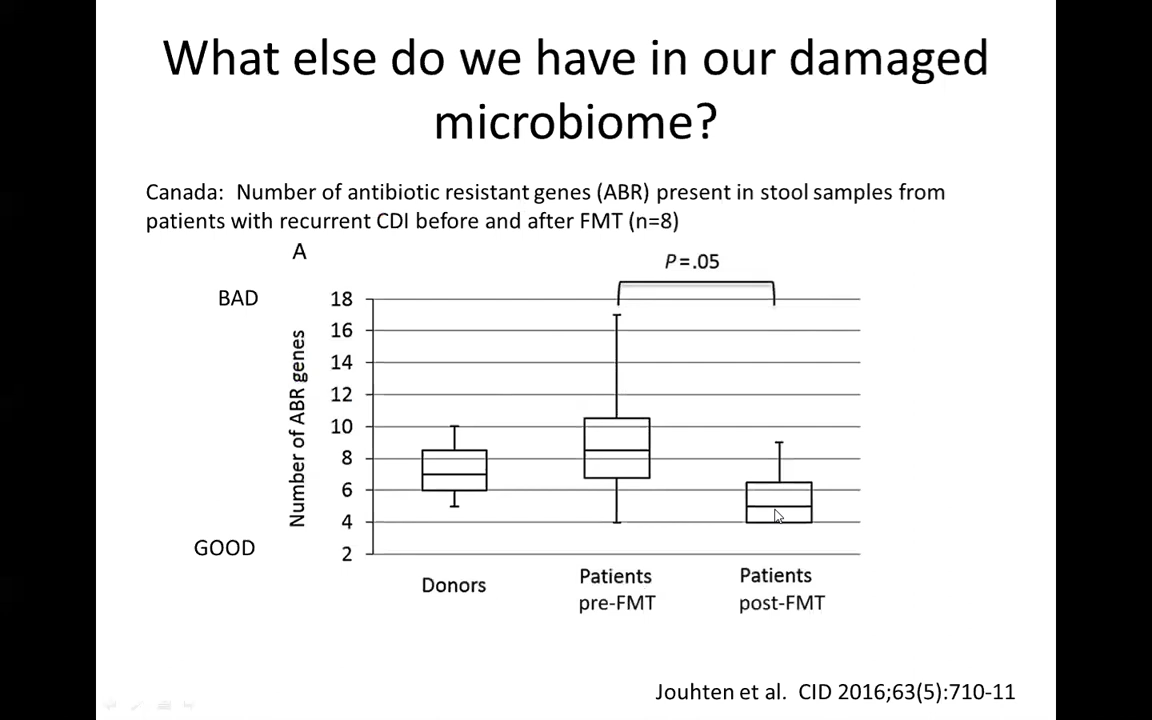 What else do we have in our damaged
microbiome?
Canada:  Number of antibiotic resistant genes (ABR) present in stool samples from
patients with recurrent CDI before and after FMT (n=8)
A
P=.05
BAD
GOOD
Number of ABR genes
18
16
14
12
10
8
6
4
2
Donors
Patients
pre-FMT
Patients
post-FMT
Jouhten et al.  CID 2016;63(5):710-11